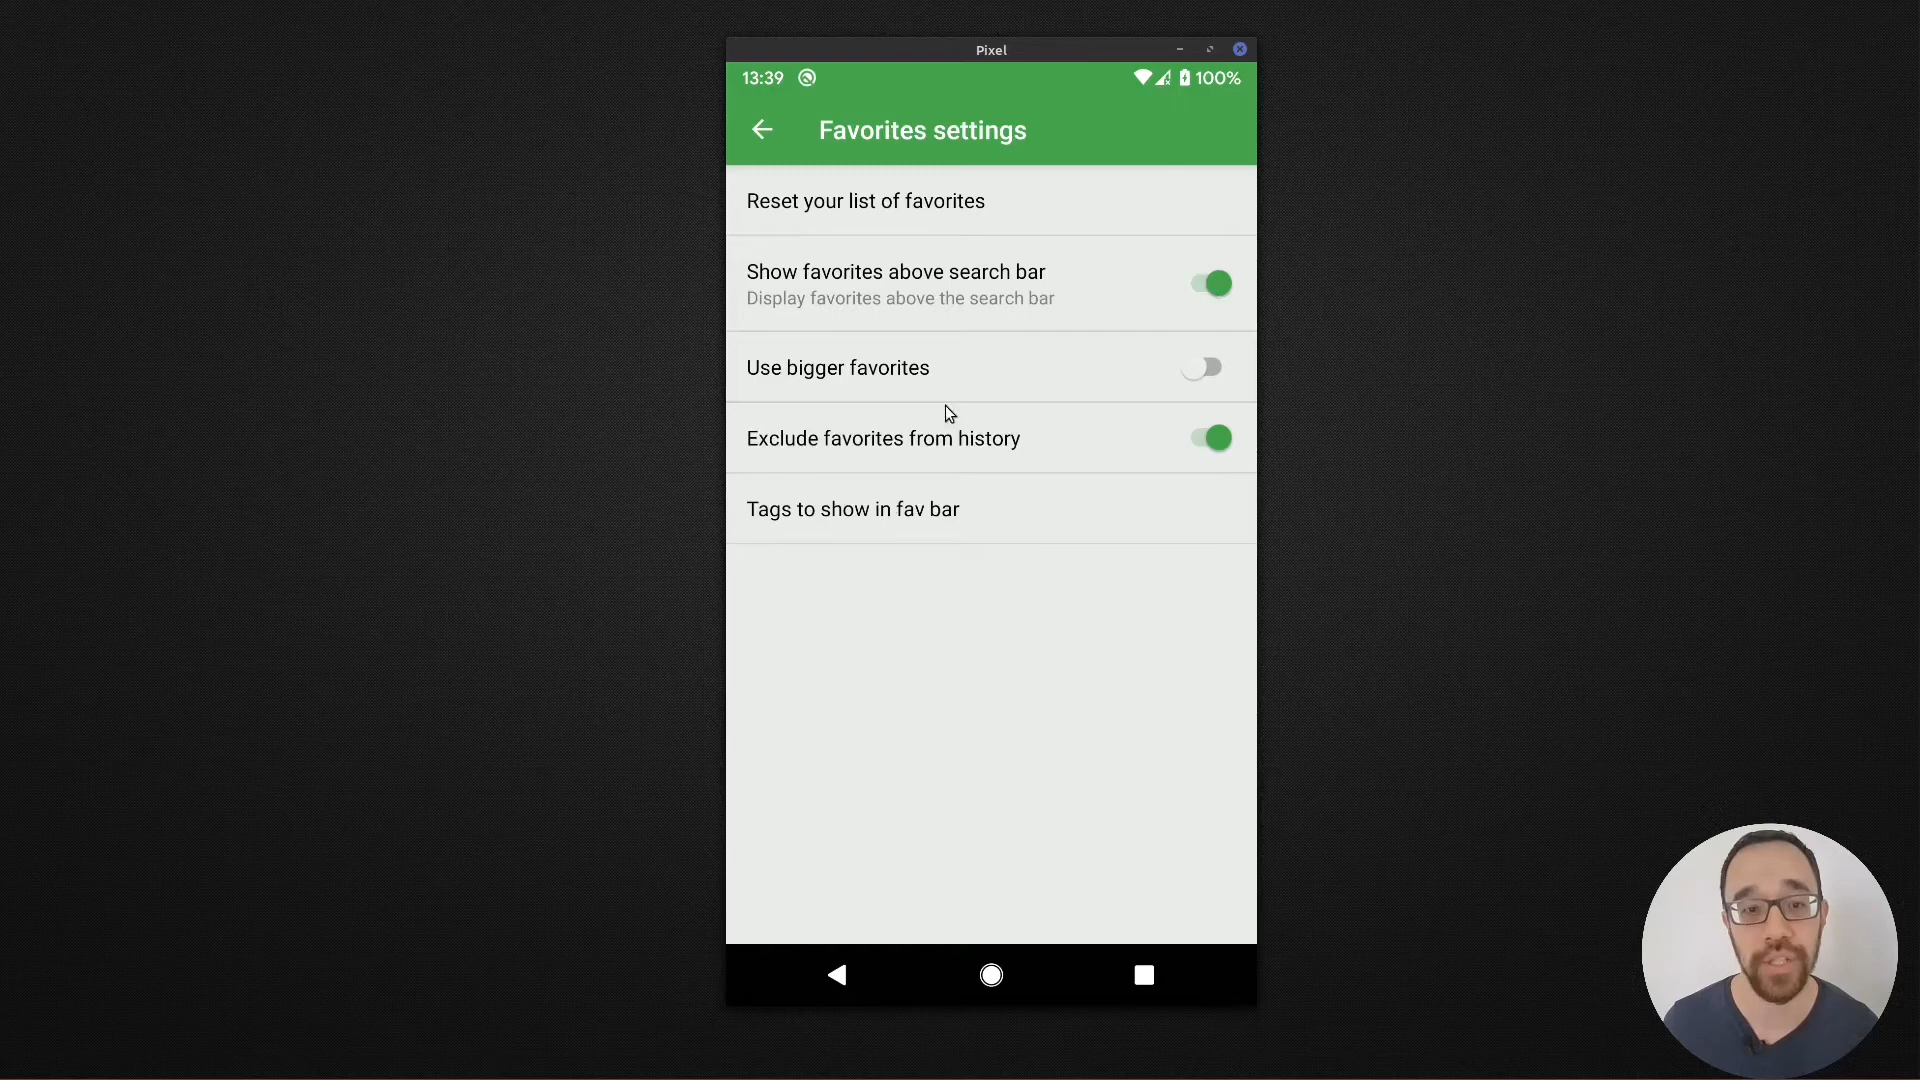 Pixel
13:39
100%
Favorites settings
Reset your list of favorites
Show favorites above search bar
Display favorites above the search bar
Use bigger favorites
Exclude favorites from history
Tags to show in fav bar